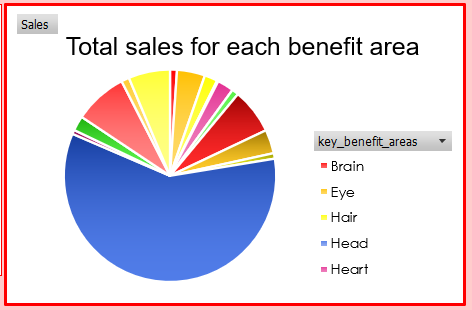 Sales
Total sales for each benefit area
key_benefit_areas
Brain
Eye
Hair
Head
Heart